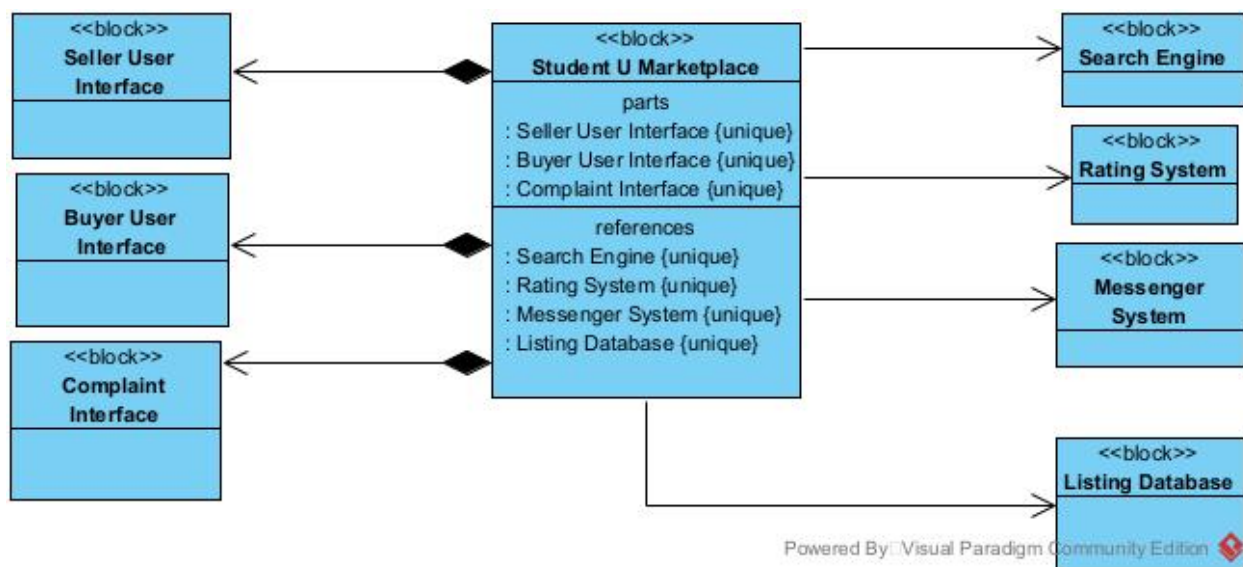 <<block>>
Seller User
Interface
<<block>>
Buyer User
Interface
<<block>>
Complaint
Interface
<<block>>
Student U Marketplace
parts
: Seller User Interface {unique}
: Buyer User Interface {unique}
: Complaint Interface {unique}
references
: Search Engine {unique}
: Rating System {unique}
: Messenger System {unique}
: Listing Database {unique}
<<block>>
Search Engine
<<block>>
Rating System
<<block>>
Messenger
System
<<block>>
Listing Database
Powered By Visual Paradigm Community Edition